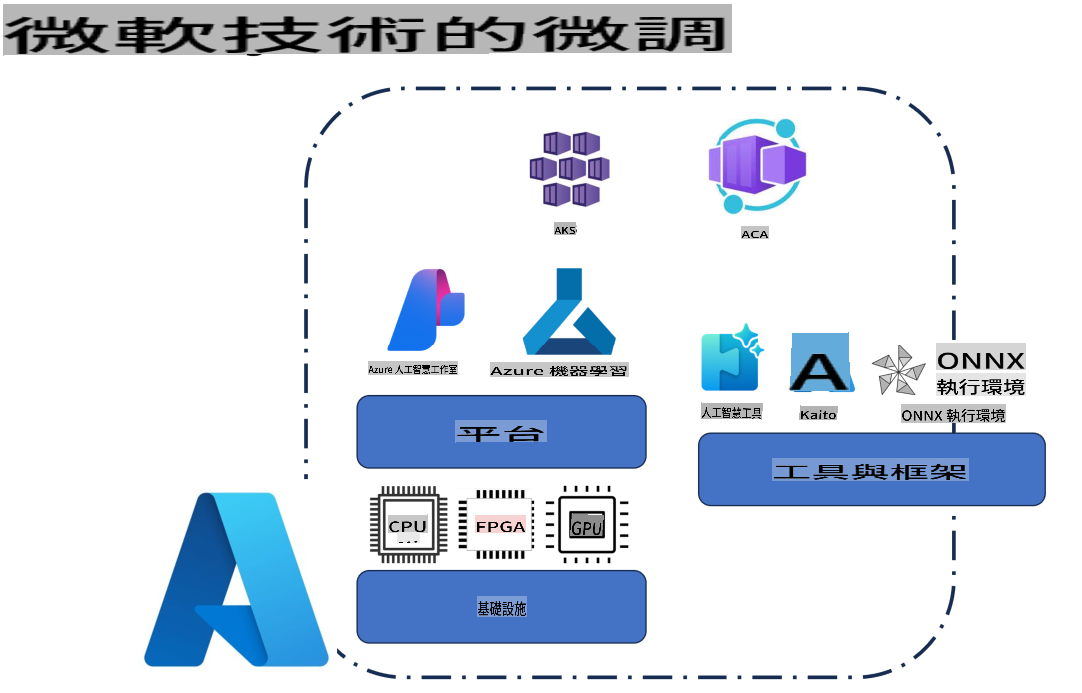 微軟技術的微調
AKS
ACA
Azure 人工智慧工作室
Azure 機器學習
人工智慧工具
Kaito
ONNX
執行環境
ONNX 執行環境
平台
工具與框架
CPU
FPGA
GPU
基礎設施